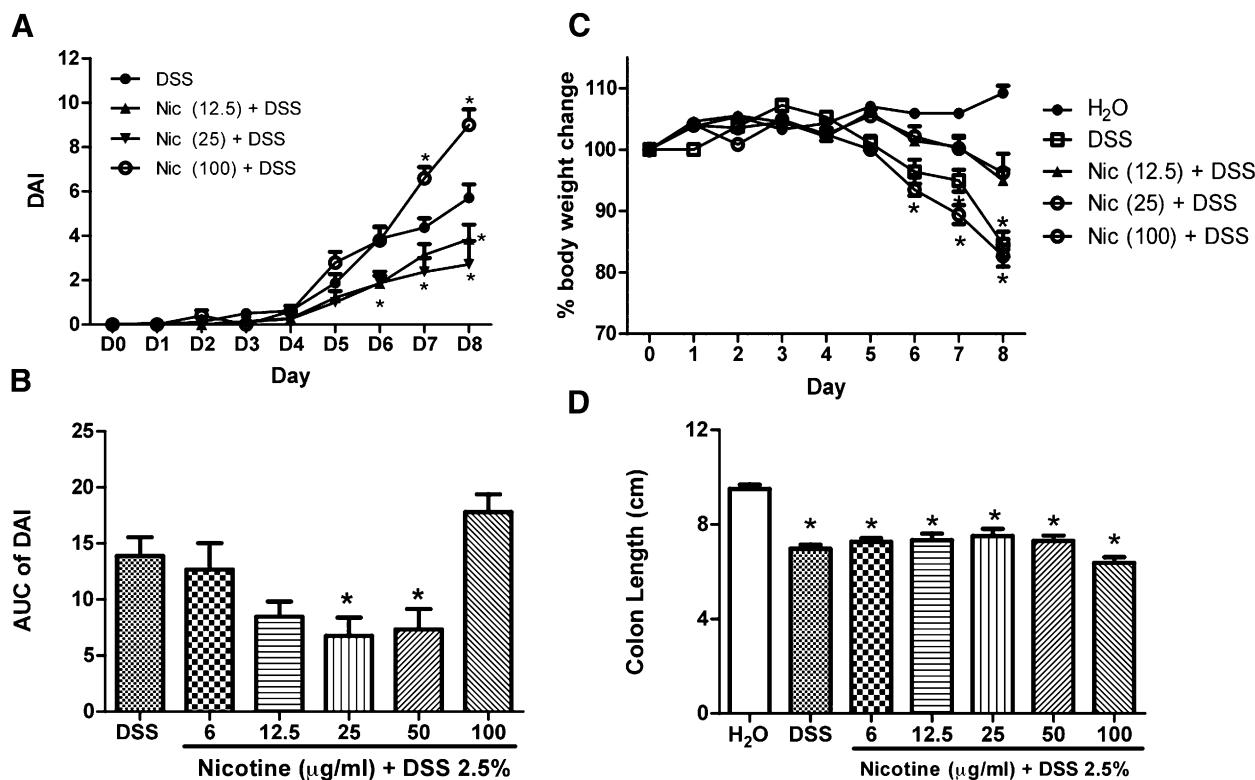 A
12
10
8
6
4
2
0
DAI
DSS
Nic (12.5) + DSS
Nic (25) + DSS
Nic (100) + DSS
*
*
*
*
*
*
D0 D1 D2 D3 D4 D5 D6 D7 D8
Day
C
110
100
90
80
70
% body weight change
H₂O
DSS
Nic (12.5) + DSS
Nic (25) + DSS
Nic (100) + DSS
*
*
*
*
*
0 1 2 3 4 5 6 7 8
Day
B
25
20
15
10
5
0
AUC of DAI
* *
DSS 6 12.5 25 50 100
Nicotine (μg/ml) + DSS 2.5%
D
12
8
4
0
Colon Length (cm)
* * * * * *
H₂O DSS 6 12.5 25 50 100
Nicotine (μg/ml) + DSS 2.5%